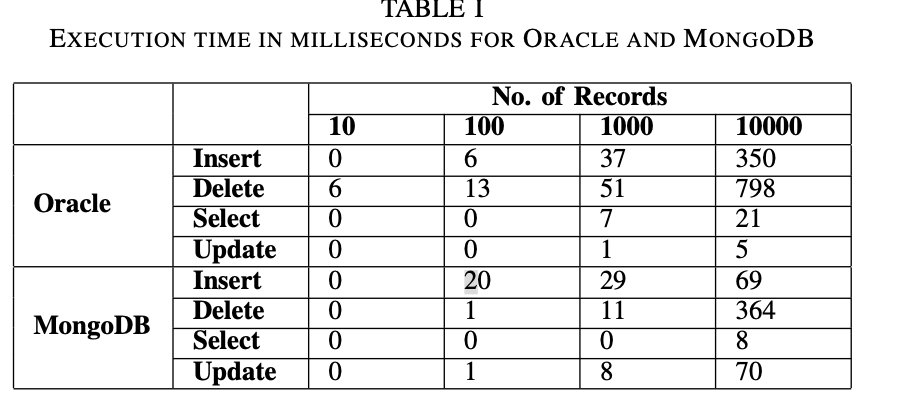 TABLE I
EXECUTION TIME IN MILLISECONDS FOR ORACLE AND MONGODB
No. of Records
10 100 1000 10000
Oracle
Insert 0 6 37 350
Delete 6 13 51 798
Select 0 0 7 21
Update 0 0 1 5
MongoDB
Insert 0 20 29 69
Delete 0 1 11 364
Select 0 0 0 8
Update 0 1 8 70